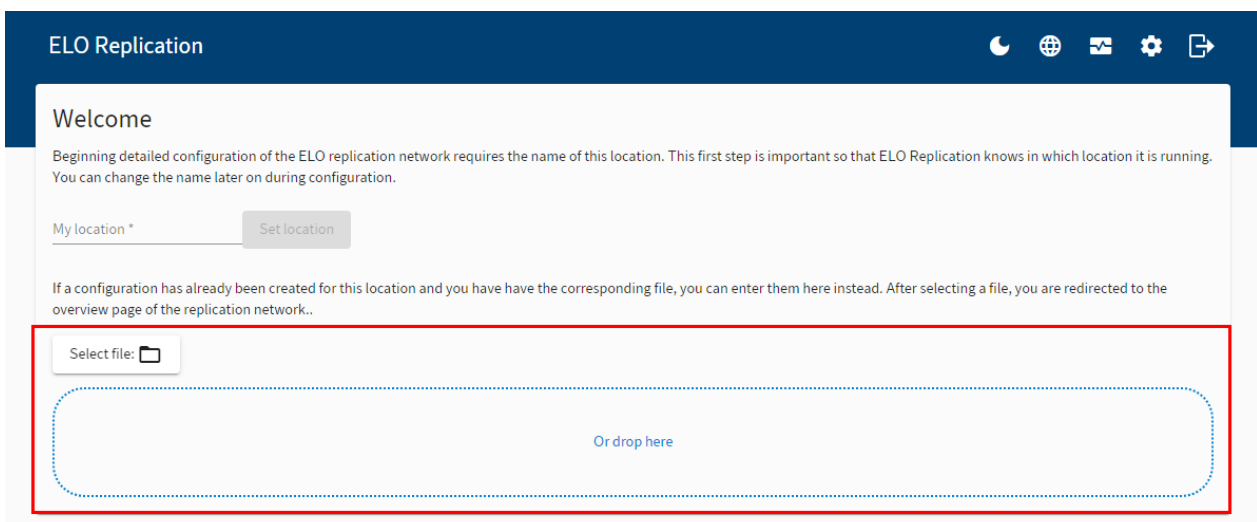 ELO Replication
Welcome
Beginning detailed configuration of the ELO replication network requires the name of this location. This first step is important so that ELO Replication knows in which location it is running.
You can change the name later on during configuration.
My location *
Set location
If a configuration has already been created for this location and you have have the corresponding file, you can enter them here instead. After selecting a file, you are redirected to the
overview page of the replication network..
Select file:
Or drop here